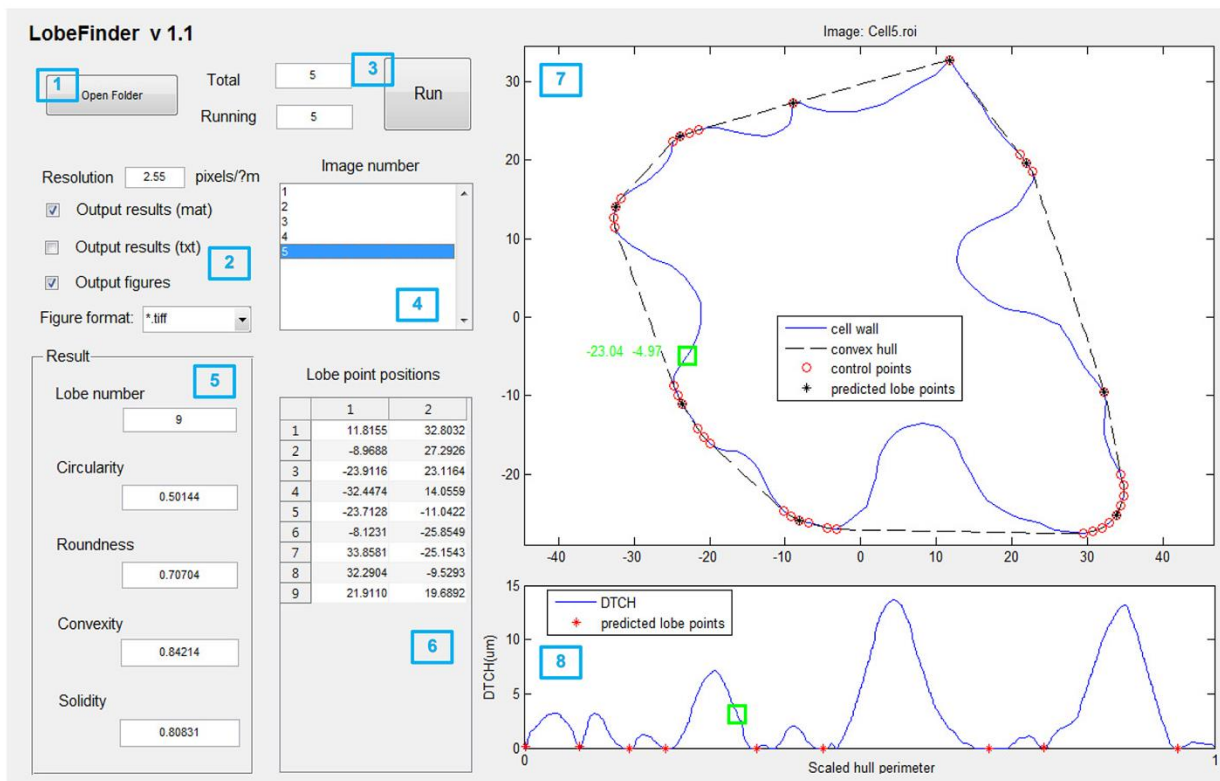 LobeFinder v 1.1
1
Open Folder
Total
5
3
Run
Running
5
Resolution
2.55
pixels/?m
Output results (mat)
Output results (txt)
2
Output figures
Figure format:
*.tiff
Image number
1
2
3
4
5
4
Result
5
Lobe number
9
Circularity
0.50144
Roundness
0.70704
Convexity
0.84214
Solidity
0.80831
Lobe point positions
1 2
1 11.8155 32.8032
2 -8.9688 27.2926
3 -23.9116 23.1164
4 -32.4474 14.0559
5 -23.7128 -11.0422
6 -8.1231 -25.8549
7 33.8581 -25.1543
8 32.2904 -9.5293
9 21.9110 19.6892
6
Image: Cell5.roi
7
30
20
10
0
-10
-20
-23.04 -4.97
cell wall
convex hull
control points
predicted lobe points
-40 -30 -20 -10 0 10 20 30 40
DTCH
predicted lobe points
8
DTCH(um)
15
10
5
0
0 1
Scaled hull perimeter